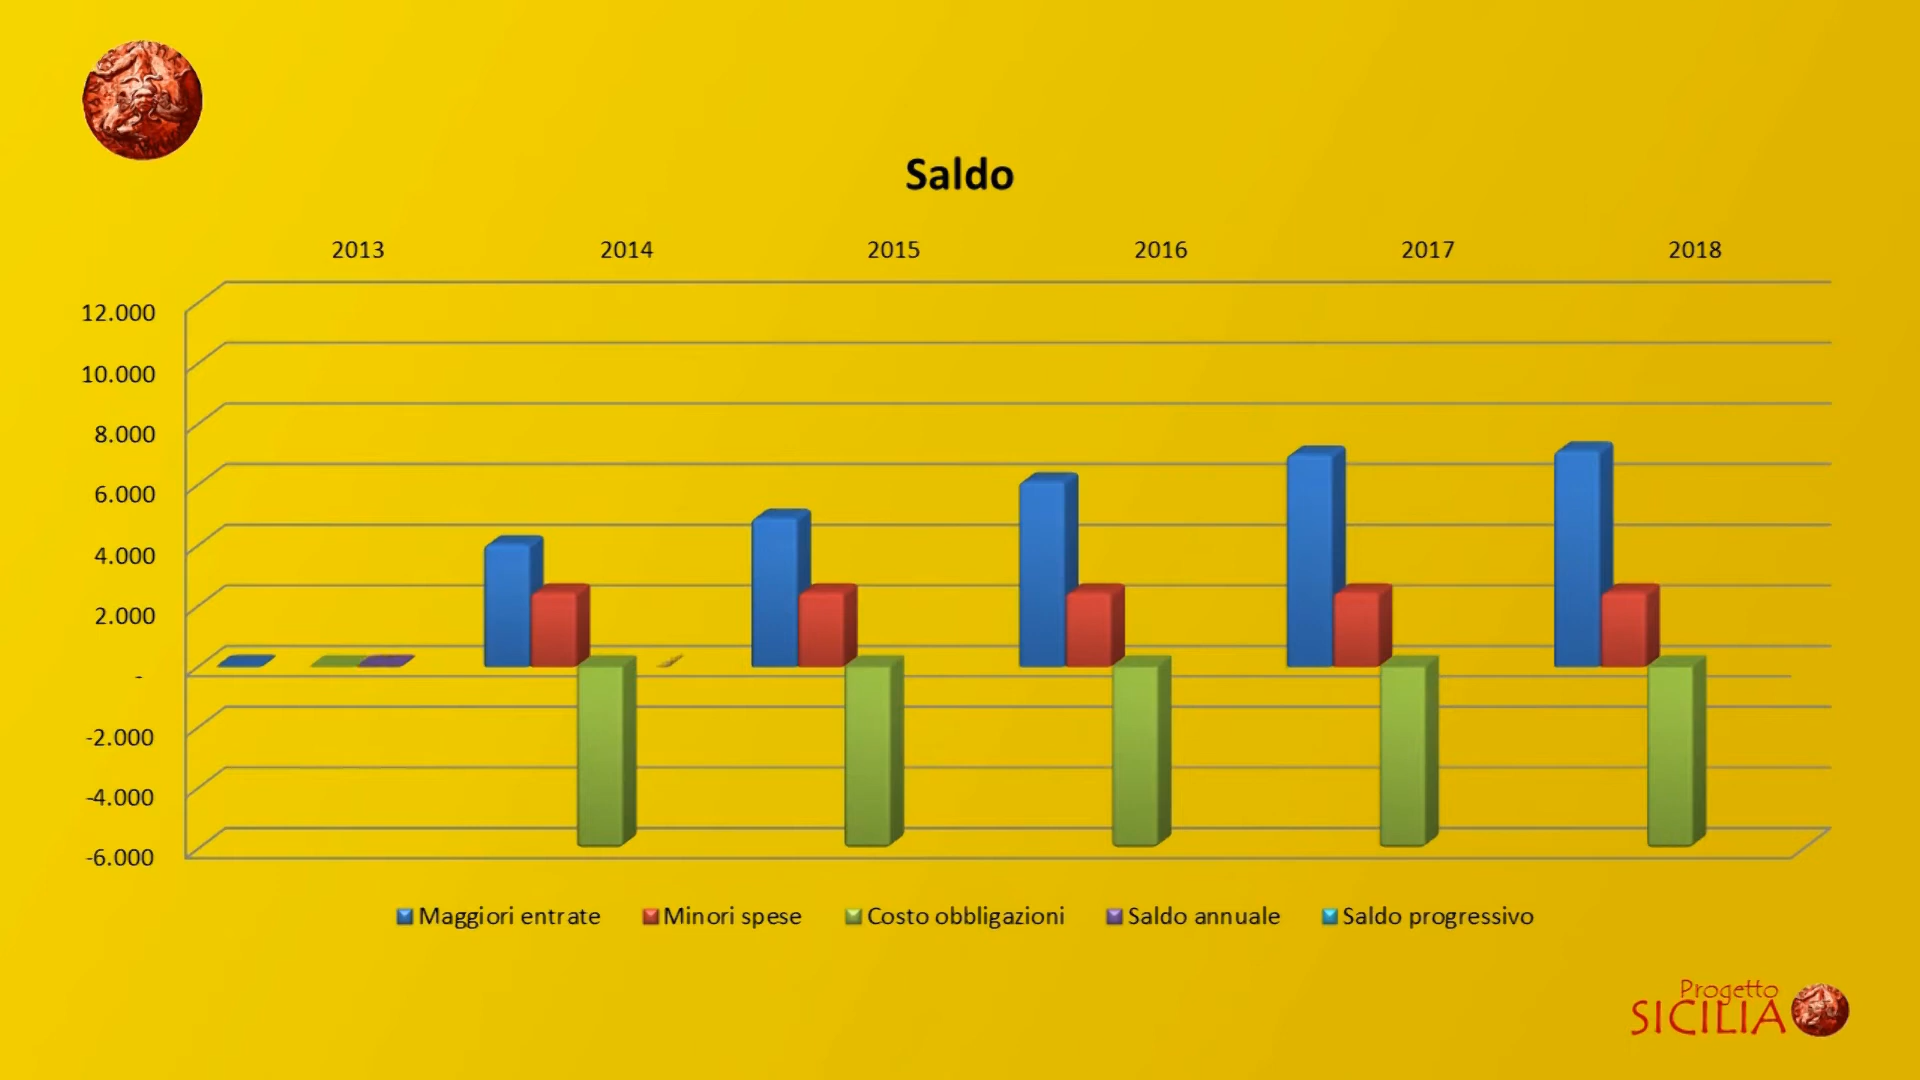 Saldo
2013 2014 2015 2016 2017 2018
12.000
10.000
8.000
6.000
4.000
2.000
-
-2.000
-4.000
-6.000
Maggiori entrate Minori spese Costo obbligazioni Saldo annuale Saldo progressivo
Progetto
SICILIA